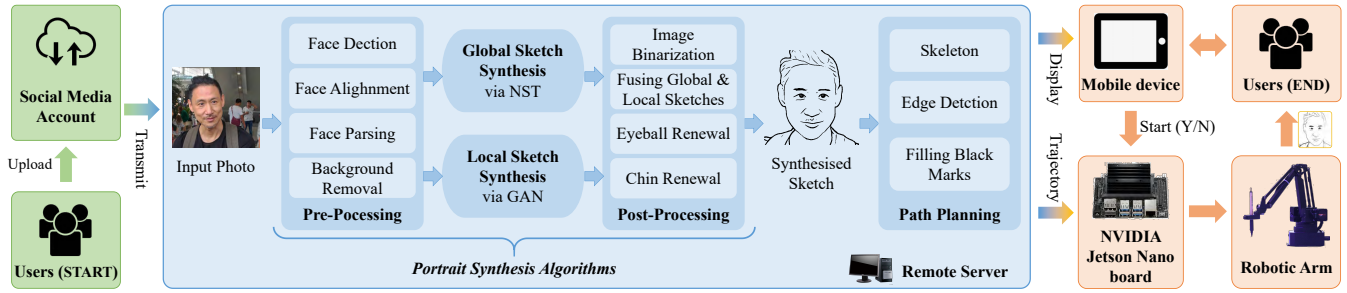 Social Media
Account
Upload
Users (START)
Transmit
Input Photo
Face Dection
Face Alighnment
Face Parsing
Background
Removal
Pre-Pocessing
Global Sketch
Synthesis
via NST
Local Sketch
Synthesis
via GAN
Image
Binarization
Fusing Global &
Local Sketches
Eyeball Renewal
Chin Renewal
Post-Processing
Portrait Synthesis Algorithms
Synthesised
Sketch
Skeleton
Edge Detction
Filling Black
Marks
Path Planning
Remote Server
Display
Trajectory
Mobile device
Users (END)
Start (Y/N)
NVIDIA
Jetson Nano
board
Robotic Arm